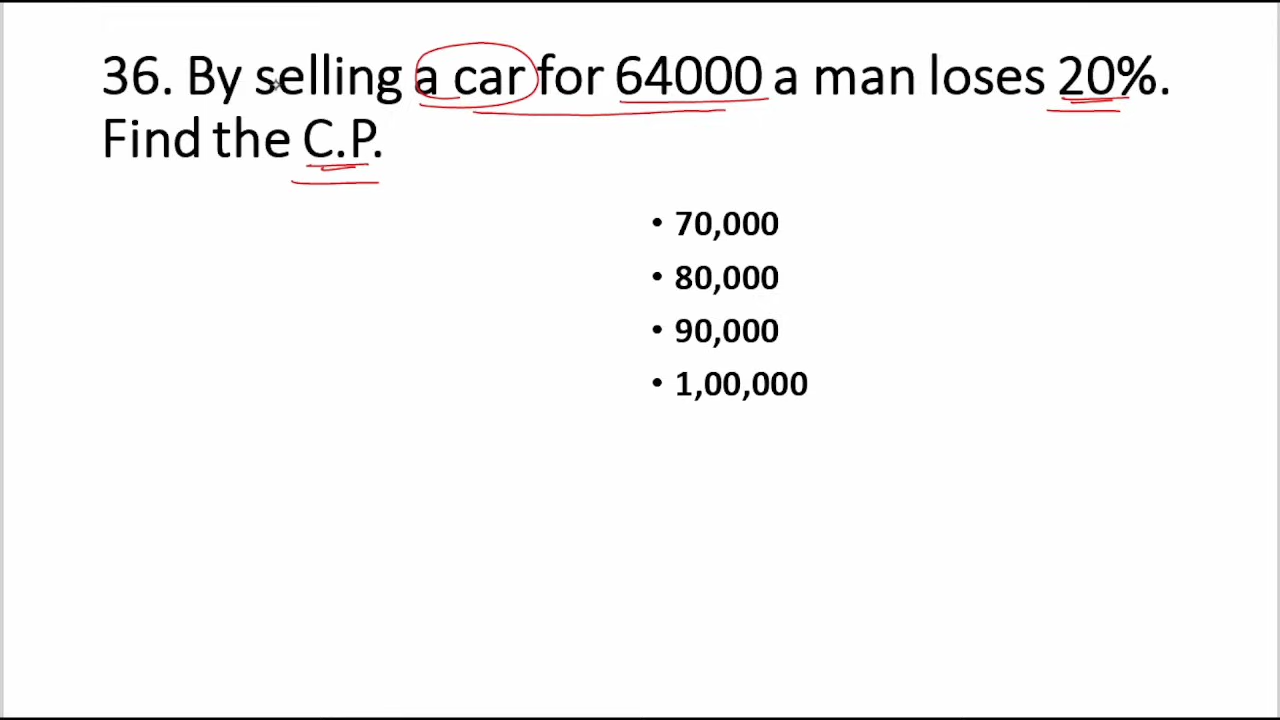 36. By selling a car for 64000 a man loses 20%.
Find the C.P.
• 70,000
• 80,000
• 90,000
• 1,00,000